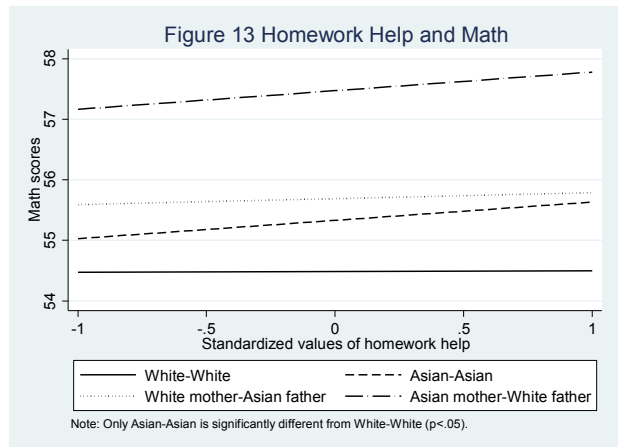 Figure 13 Homework Help and Math
58
57
56
55
54
Math scores
-1
-.5
0
.5
1
Standardized values of homework help
White-White
Asian-Asian
White mother-Asian father
Asian mother-White father
Note: Only Asian-Asian is significantly different from White-White (p<.05).